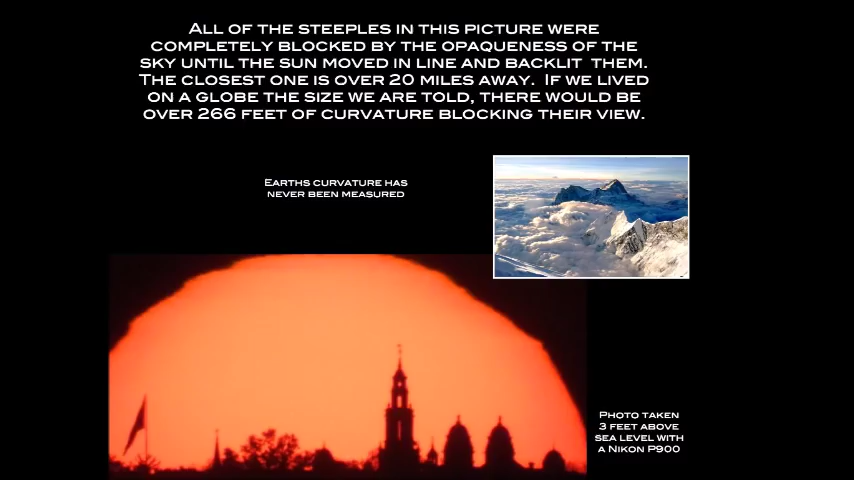 ALL OF THE STEEPLES IN THIS PICTURE WERE
COMPLETELY BLOCKED BY THE OPAQUENESS OF THE
SKY UNTIL THE SUN MOVED IN LINE AND BACKLIT THEM.
THE CLOSEST ONE IS OVER 20 MILES AWAY. IF WE LIVED
ON A GLOBE THE SIZE WE ARE TOLD, THERE WOULD BE
OVER 266 FEET OF CURVATURE BLOCKING THEIR VIEW.
EARTHS CURVATURE HAS
NEVER BEEN MEASURED
PHOTO TAKEN
3 FEET ABOVE
SEA LEVEL WITH
A NIKON P900